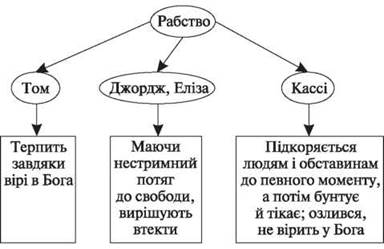 Рабство
Том
Джордж, Еліза
Кассі
Терпить
завдяки
вірі в Бога
Маючи
нестримний
потяг
до свободи,
вирішують
втекти
Підкоряється
людям і обставинам
до певного моменту,
а потім бунтує
й тікає; озлився,
не вірить у Бога